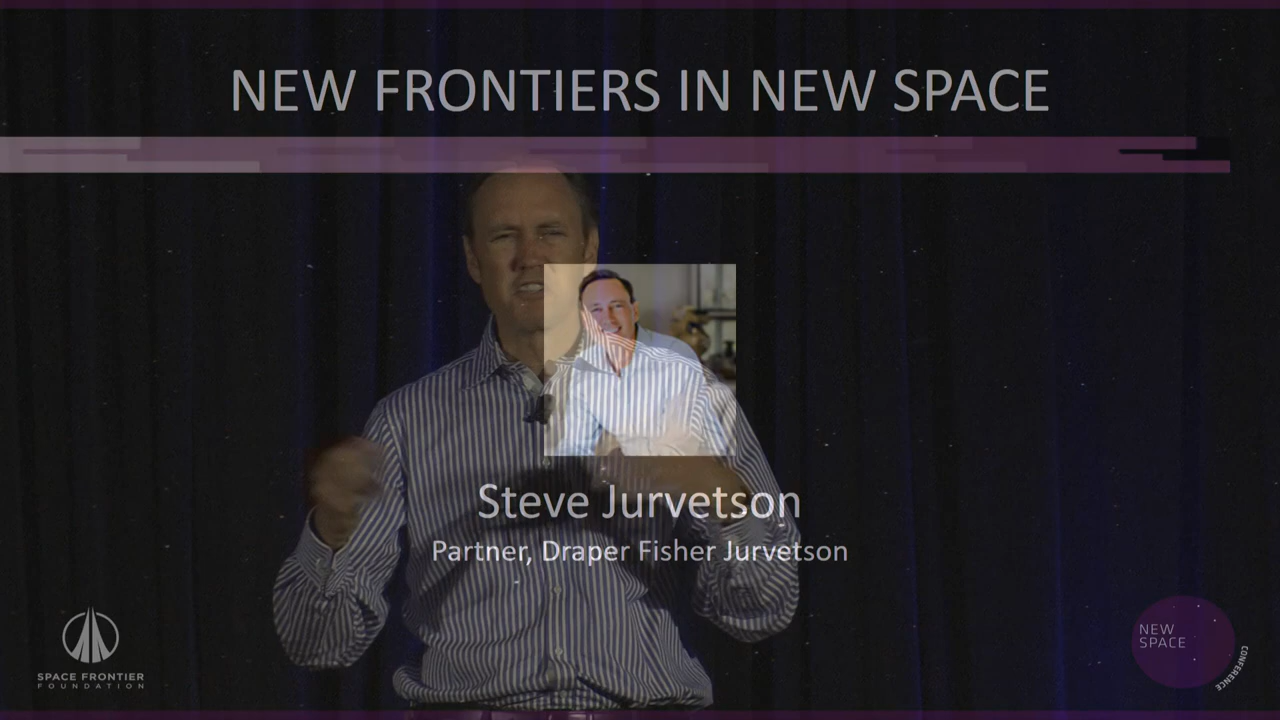 NEW FRONTIERS IN NEW SPACE
Steve Jurvetson
Partner, Draper Fisher Jurvetson
SPACE FRONTIER
FOUNDATION
NEW
SPACE
CONFERENCE